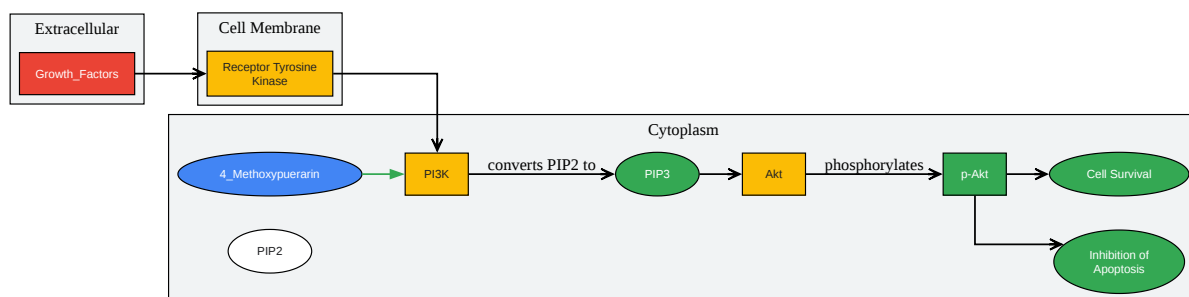 Extracellular
Cell Membrane
Growth_Factors
Receptor Tyrosine
Kinase
Cytoplasm
4_Methoxypuerarin
PI3K
converts PIP2 to
PIP3
Akt
phosphorylates
p-Akt
Cell Survival
PIP2
Inhibition of
Apoptosis